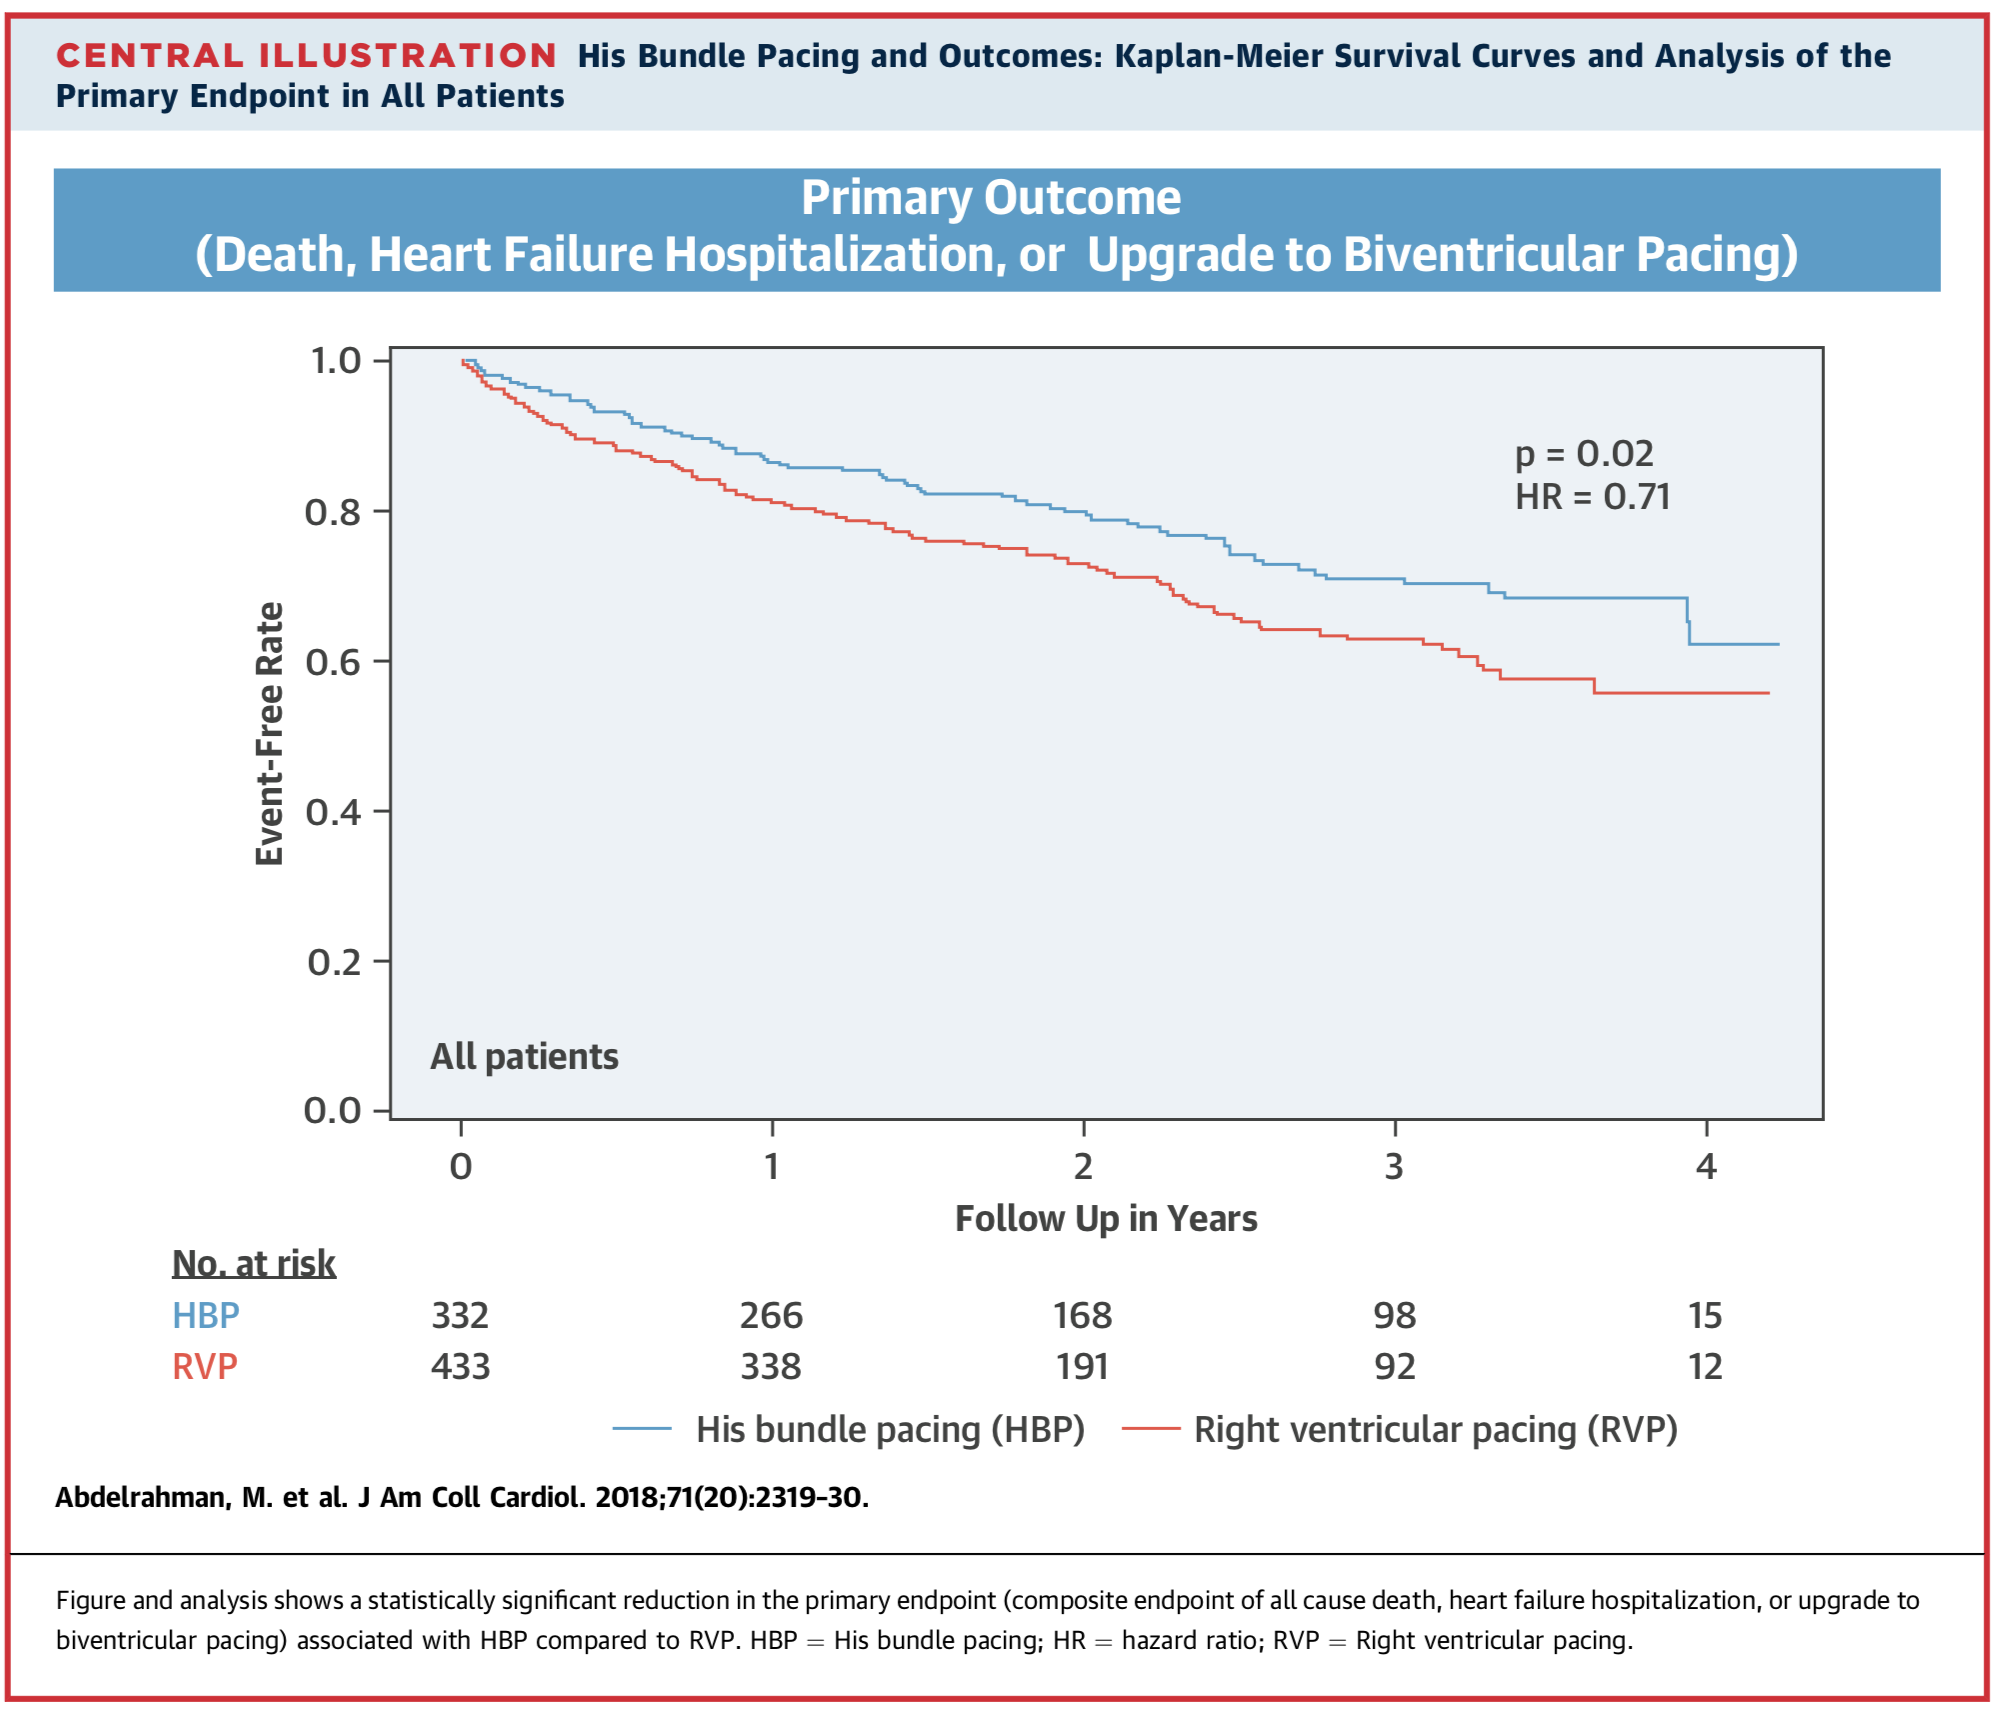 CENTRAL ILLUSTRATION His Bundle Pacing and Outcomes: Kaplan-Meier Survival Curves and Analysis of the
Primary Endpoint in All Patients
Primary Outcome
(Death, Heart Failure Hospitalization, or Upgrade to Biventricular Pacing)
1.0
0.8
0.6
0.4
0.2
0.0
Event-Free Rate
p = 0.02
HR = 0.71
All patients
0 1 2 3 4
Follow Up in Years
No. at risk
HBP 332 266 168 98 15
RVP 433 338 191 92 12
His bundle pacing (HBP) Right ventricular pacing (RVP)
Abdelrahman, M. et al. J Am Coll Cardiol. 2018;71(20):2319–30.
Figure and analysis shows a statistically significant reduction in the primary endpoint (composite endpoint of all cause death, heart failure hospitalization, or upgrade to
biventricular pacing) associated with HBP compared to RVP. HBP = His bundle pacing; HR = hazard ratio; RVP = Right ventricular pacing.